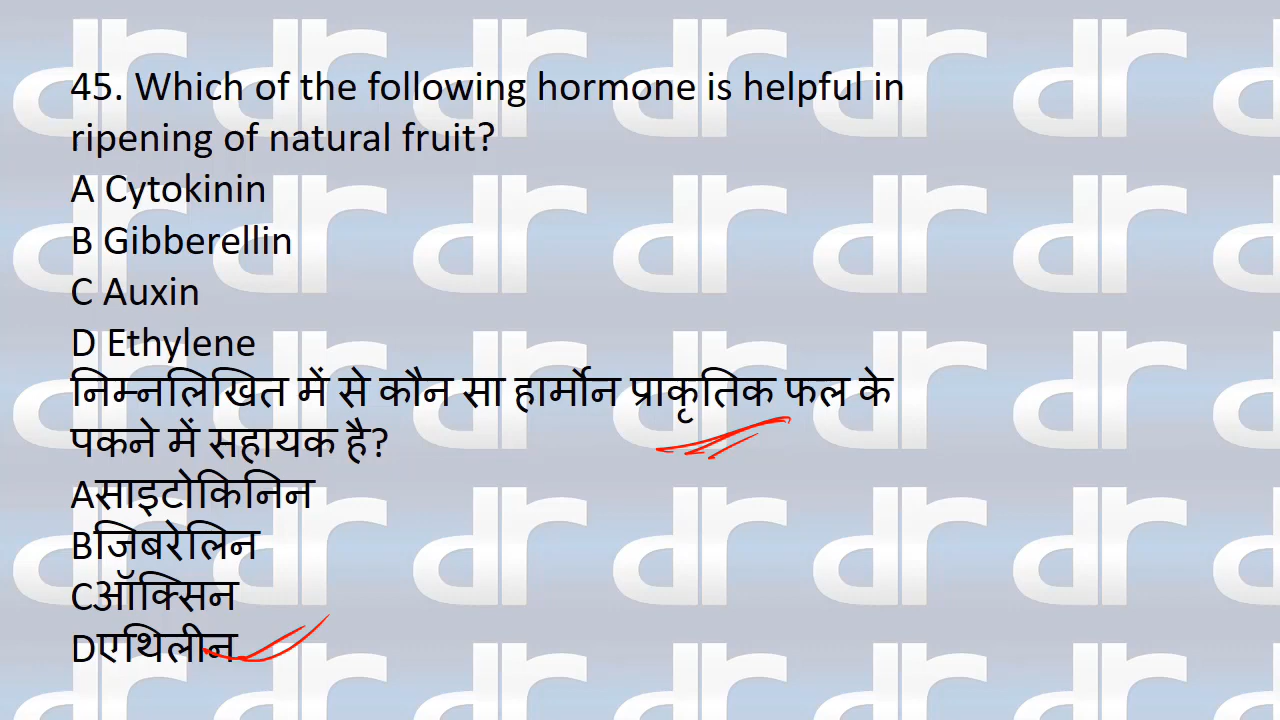 45. Which of the following hormone is helpful in
ripening of natural fruit?
A Cytokinin
B Gibberellin
C Auxin
D Ethylene
निम्नलिखित में से कौन सा हार्मोन प्राकृतिक फल के
पकने में सहायक है?
Aसाइटोकिनिन
Bजिबरेलिन
Cऑक्सिन
Dएथिलीन